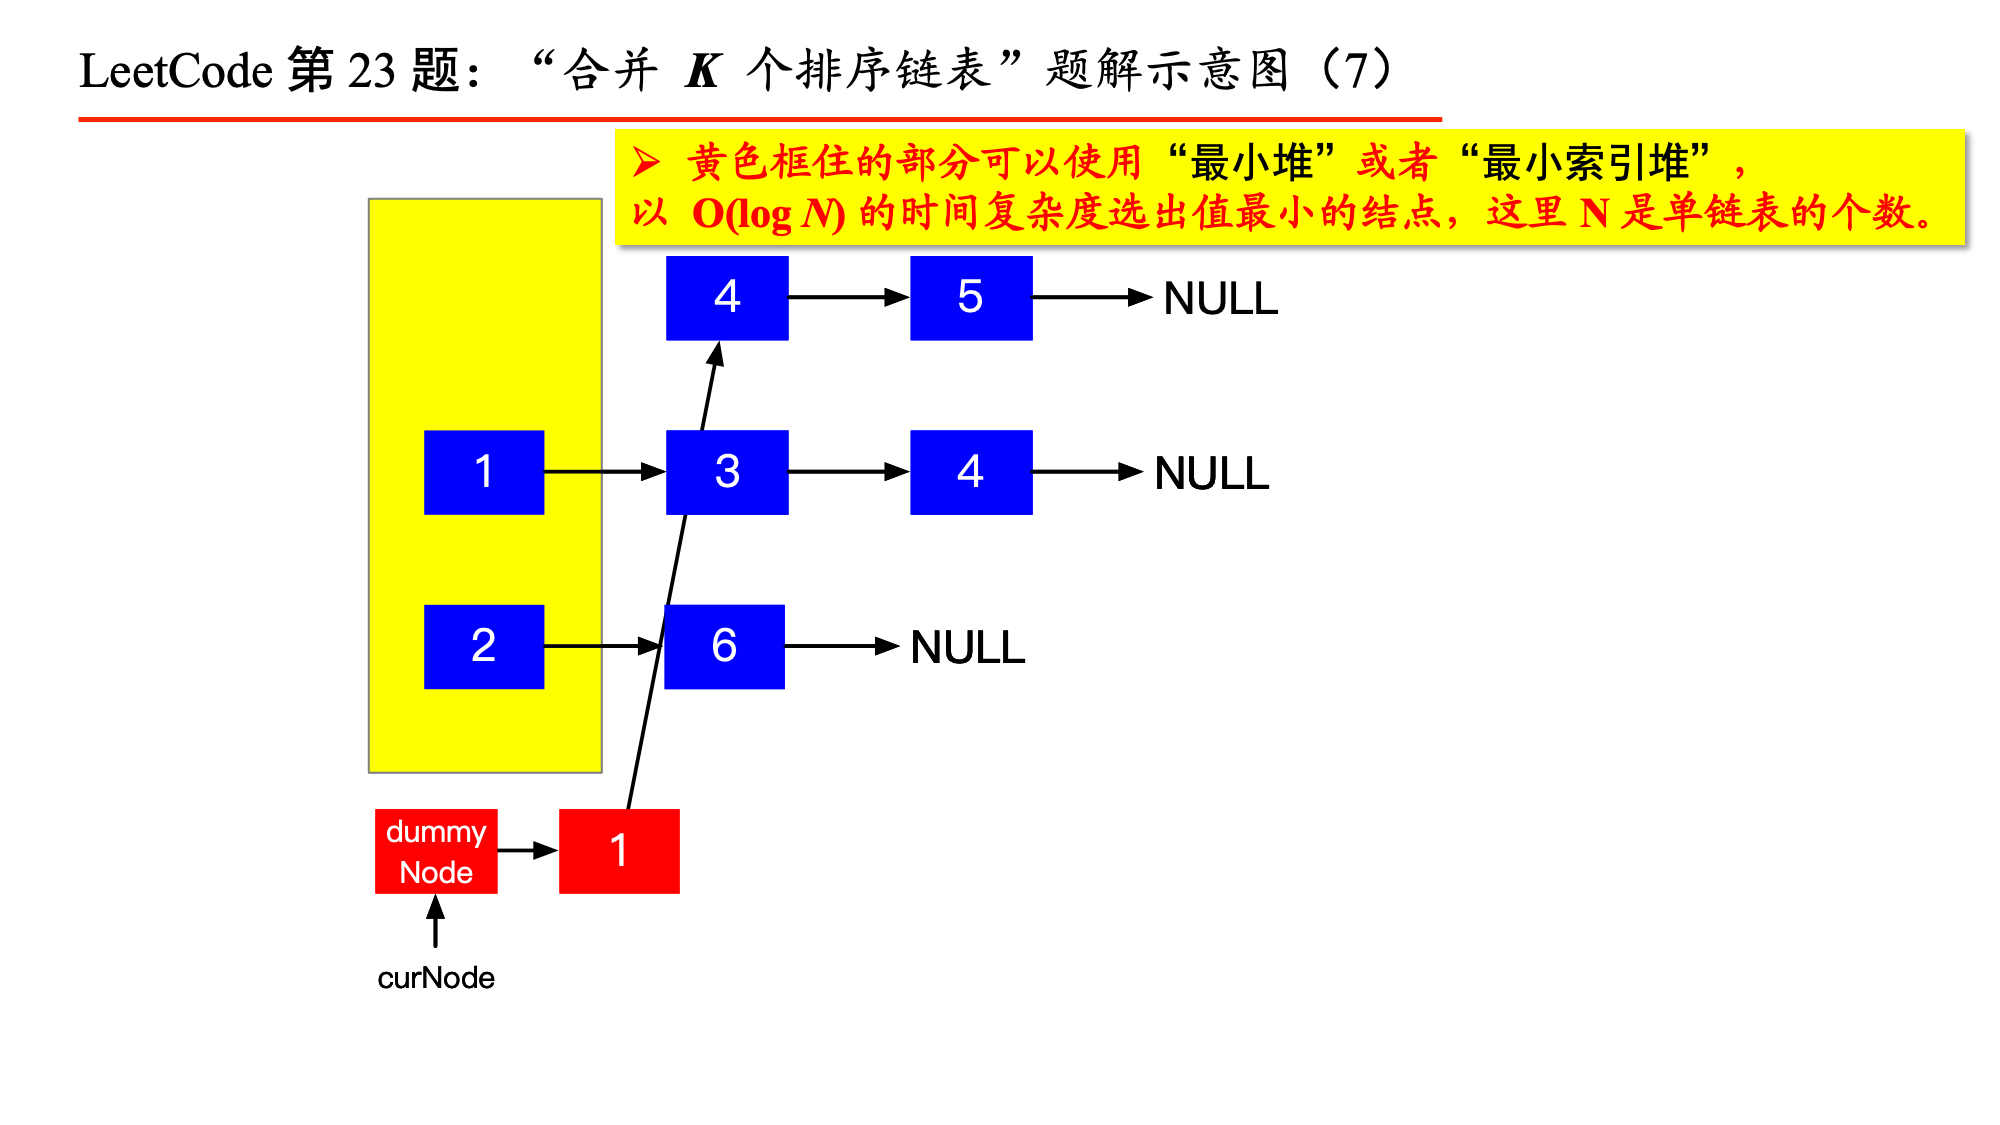 LeetCode 第 23 题：“合并 K 个排序链表”题解示意图（7）
➢ 黄色框住的部分可以使用“最小堆”或者“最小索引堆”，
以 O(log N) 的时间复杂度选出值最小的结点，这里 N 是单链表的个数。
4 5 NULL
1 3 4 NULL
2 6 NULL
dummy
Node
1
curNode